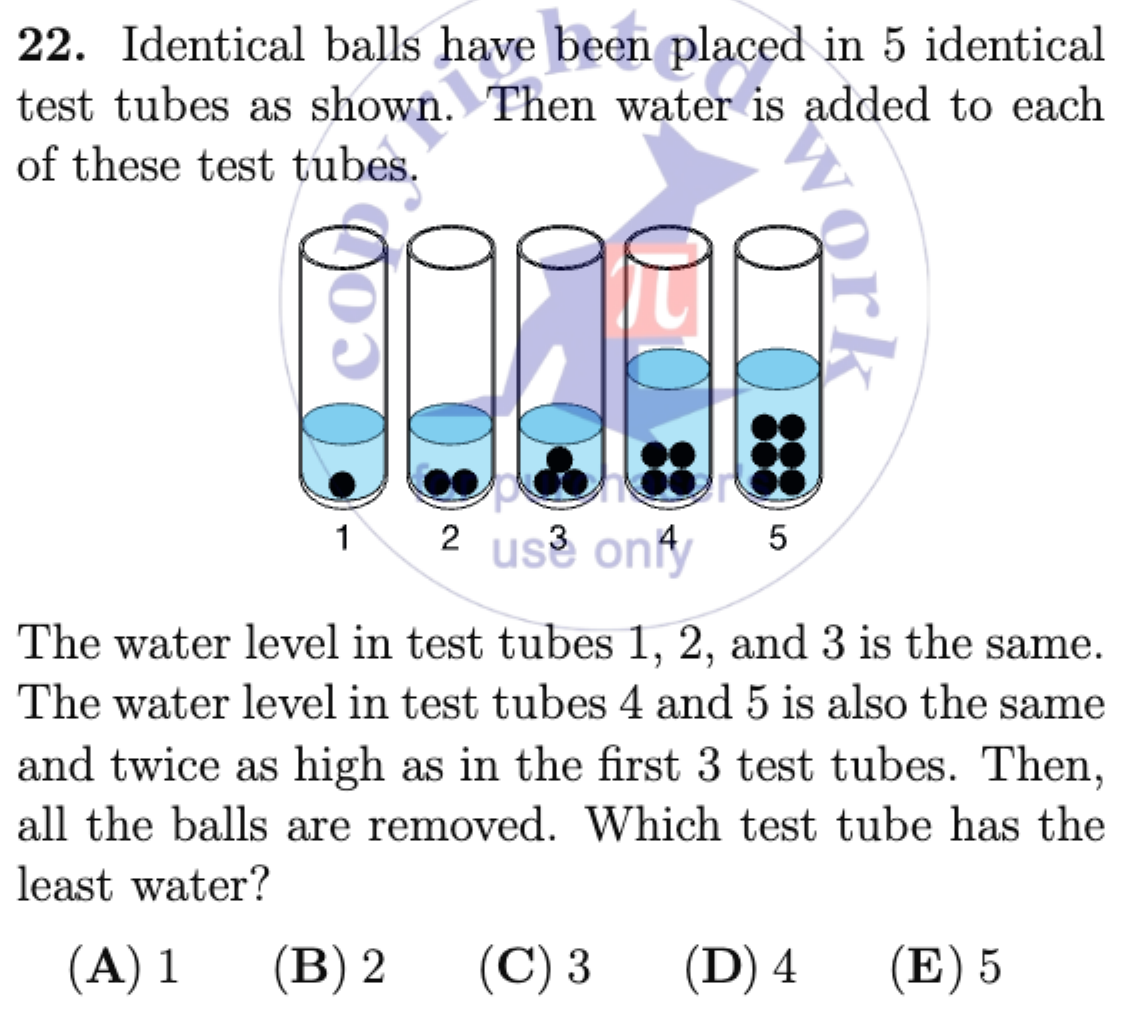 22. Identical balls have been placed in 5 identical
test tubes as shown. Then water is added to each
of these test tubes.
copyrighted work
π
1 2 3 4 5
for purchaser's
use only
The water level in test tubes 1, 2, and 3 is the same.
The water level in test tubes 4 and 5 is also the same
and twice as high as in the first 3 test tubes. Then,
all the balls are removed. Which test tube has the
least water?
(A) 1 (B) 2 (C) 3 (D) 4 (E) 5